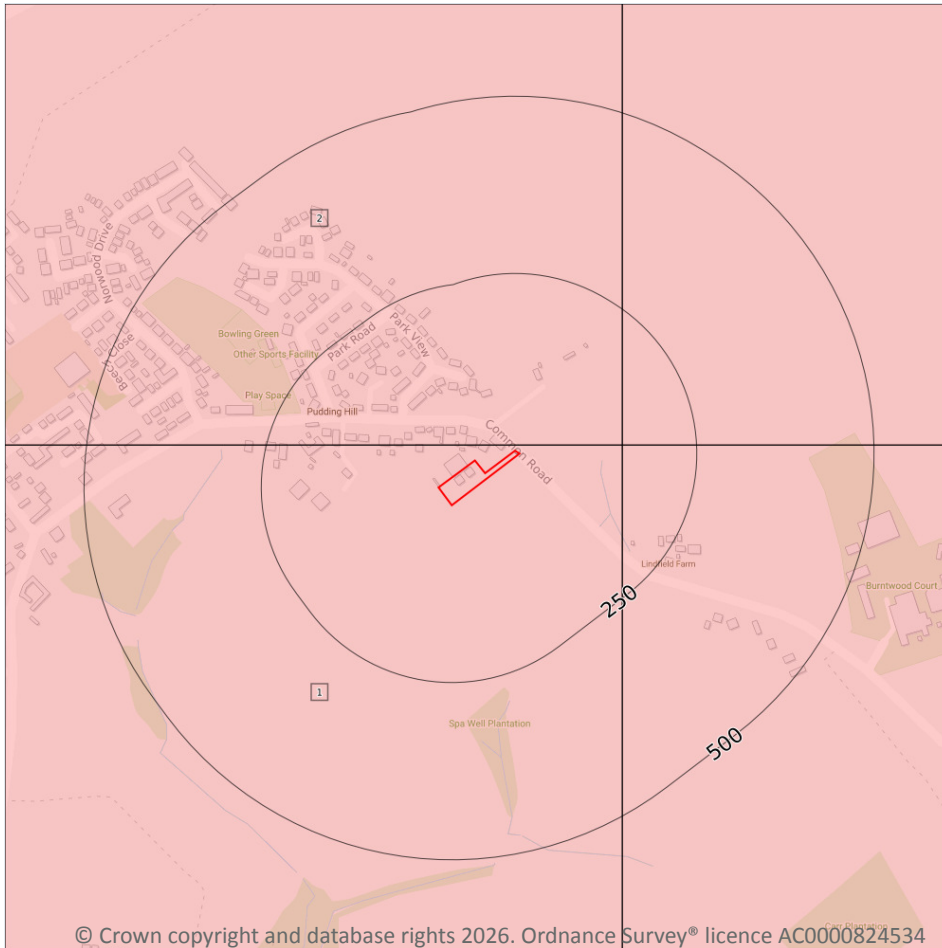 2
Norwood Drive
Bowling Green
Park View
Park Road
Other Sports Facility
Beech Close
Play Space
Pudding Hill
Common Road
Lindfield Farm
Burntwood Court
250
1
Spa Well Plantation
500
Carr Plantation
© Crown copyright and database rights 2026. Ordnance Survey® licence AC0000824534